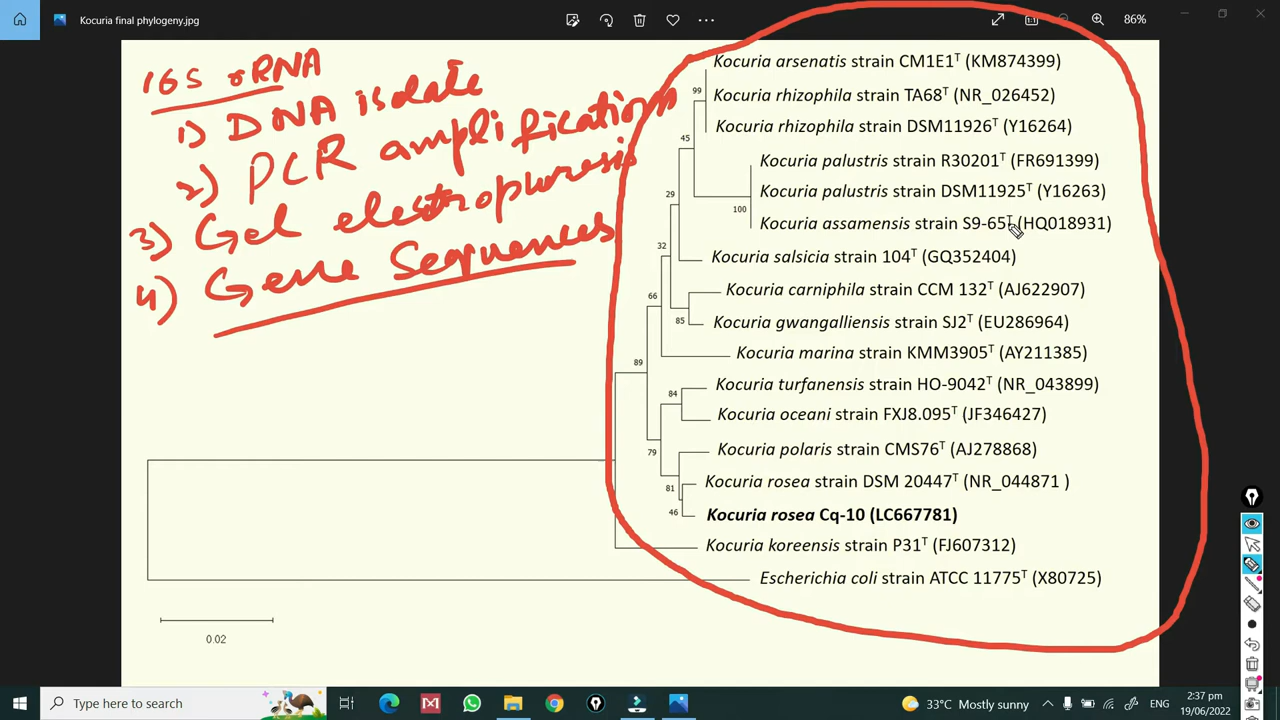 Kocuria final phylogeny.jpg
86%
16S rRNA
1) DNA isolate
2) PCR amplifications
3) Gel electrophoresis
4) Gene Sequences
Kocuria arsenatis strain CM1E1T (KM874399)
99
Kocuria rhizophila strain TA68T (NR_026452)
45
Kocuria rhizophila strain DSM11926T (Y16264)
Kocuria palustris strain R30201T (FR691399)
29
Kocuria palustris strain DSM11925T (Y16263)
100
Kocuria assamensis strain S9-65T (HQ018931)
32
Kocuria salsicia strain 104T (GQ352404)
66
Kocuria carniphila strain CCM 132T (AJ622907)
85
Kocuria gwangalliensis strain SJ2T (EU286964)
Kocuria marina strain KMM3905T (AY211385)
89
Kocuria turfanensis strain HO-9042T (NR_043899)
84
Kocuria oceani strain FXJ8.095T (JF346427)
79
Kocuria polaris strain CMS76T (AJ278868)
81
Kocuria rosea strain DSM 20447T (NR_044871 )
46
Kocuria rosea Cq-10 (LC667781)
Kocuria koreensis strain P31T (FJ607312)
Escherichia coli strain ATCC 11775T (X80725)
0.02
Type here to search
33°C Mostly sunny
ENG
2:37 pm
19/06/2022